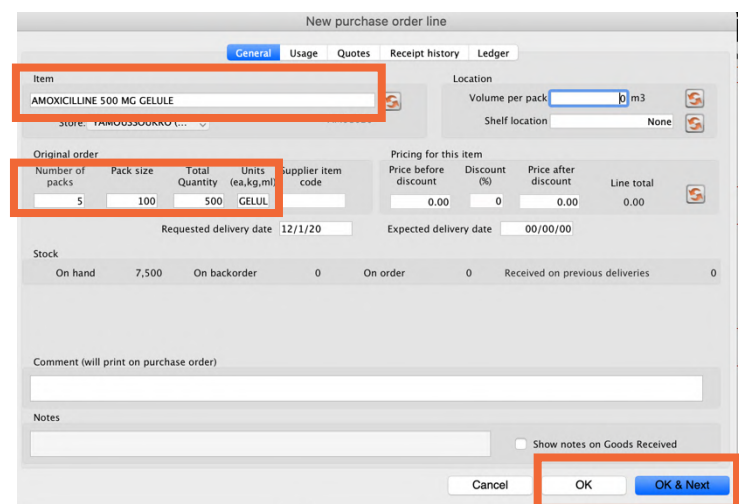 New purchase order line
General Usage Quotes Receipt history Ledger
Item
AMOXICILLINE 500 MG GELULE
Store: YAMOUSSOUKRO (...
Location
Volume per pack 0 m3
Shelf location None
Original order
Number of packs Pack size Total Quantity Units (ea,kg,ml) Supplier item code
5 100 500 GELUL
Pricing for this item
Price before discount Discount (%) Price after discount Line total
0.00 0 0.00 0.00
Requested delivery date 12/1/20 Expected delivery date 00/00/00
Stock
On hand 7,500 On backorder 0 On order 0 Received on previous deliveries 0
Comment (will print on purchase order)
Notes
Show notes on Goods Received
Cancel OK OK & Next